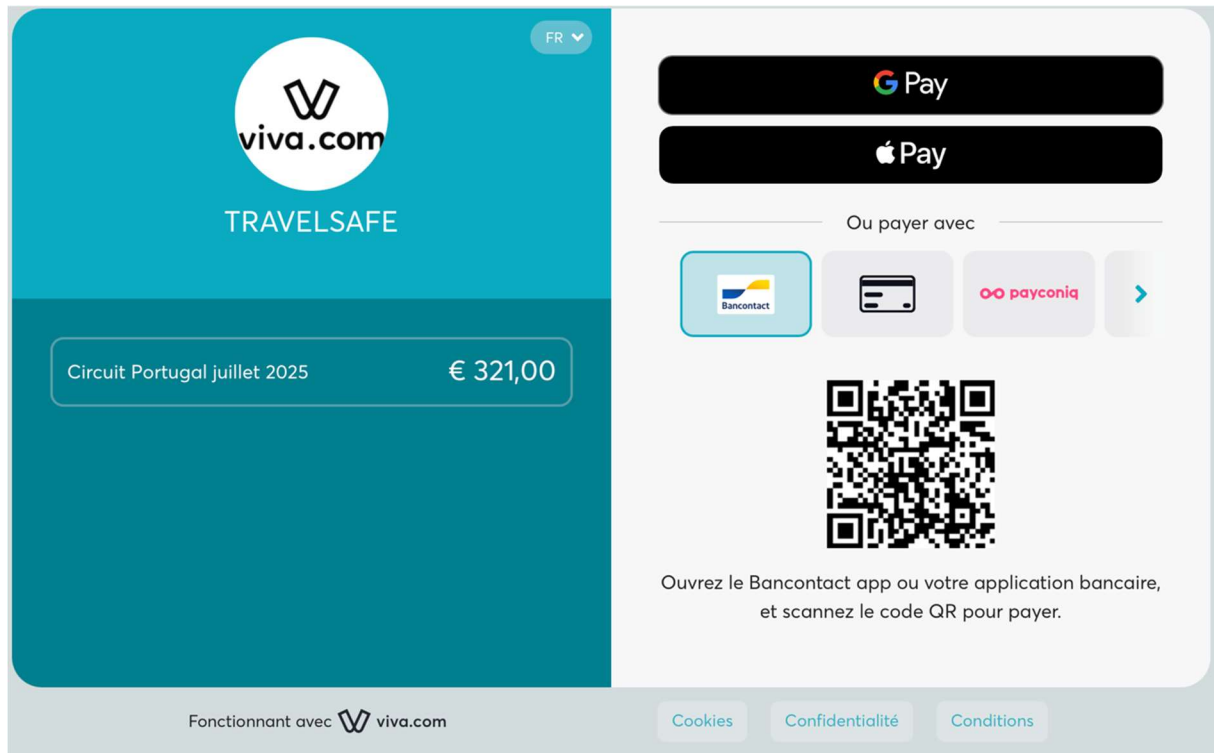 FR
viva.com
TRAVELSAFE
Circuit Portugal juillet 2025 € 321,00
G Pay
Pay
Ou payer avec
Bancontact
payconiq
Ouvrez le Bancontact app ou votre application bancaire,
et scannez le code QR pour payer.
Fonctionnant avec viva.com
Cookies Confidentialité Conditions